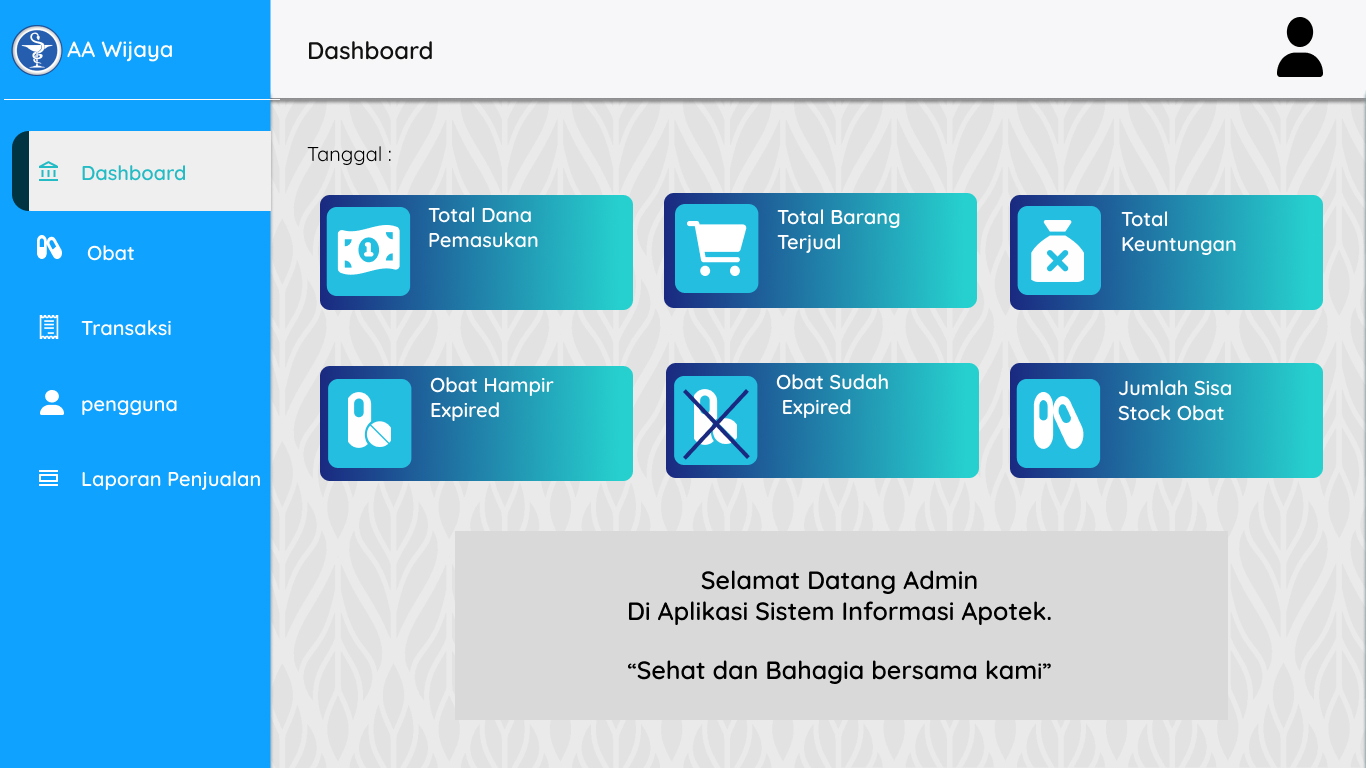 AA Wijaya
Dashboard
Dashboard
Obat
Transaksi
pengguna
Laporan Penjualan
Tanggal :
Total Dana
Pemasukan
1
Total Barang
Terjual
Total
Keuntungan
Obat Hampir
Expired
Obat Sudah
Expired
Jumlah Sisa
Stock Obat
Selamat Datang Admin
Di Aplikasi Sistem Informasi Apotek.
“Sehat dan Bahagia bersama kami”